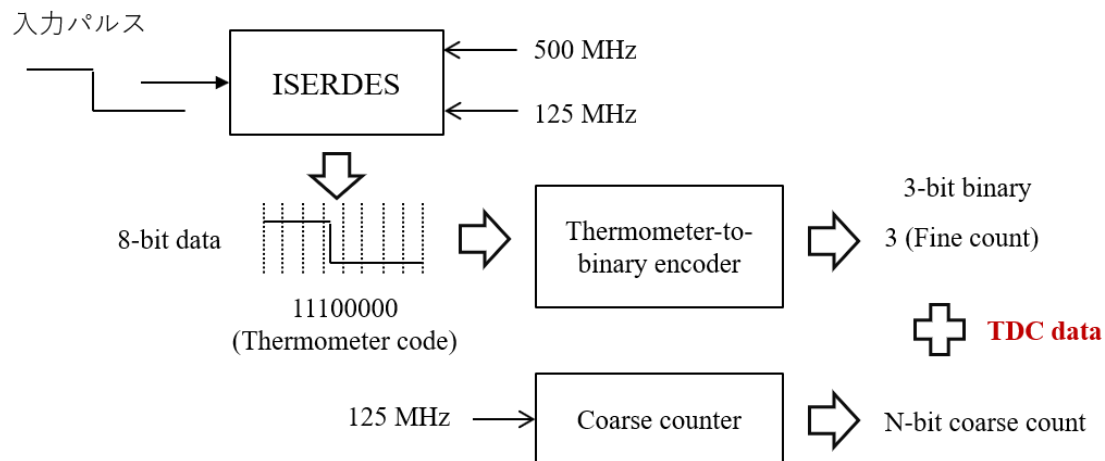 入力パルス
ISERDES
500 MHz
125 MHz
8-bit data
11100000
(Thermometer code)
Thermometer-to-
binary encoder
3-bit binary
3 (Fine count)
TDC data
125 MHz
Coarse counter
N-bit coarse count